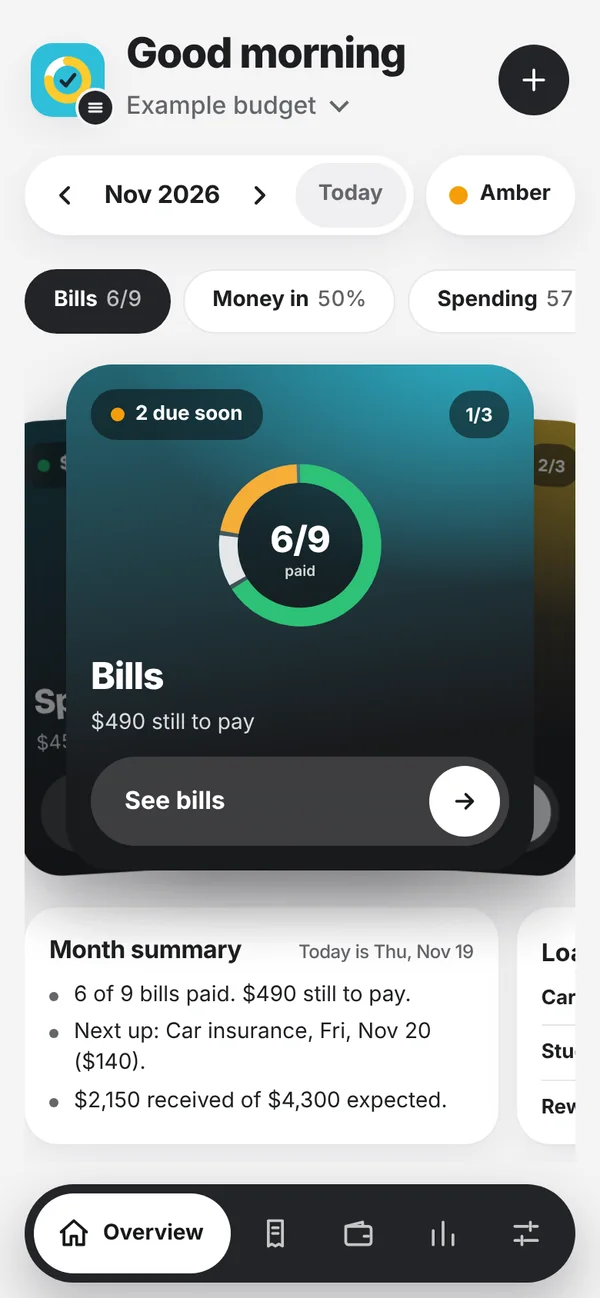 Good morning
Example budget
Nov 2026
Today
Amber
Bills 6/9
Money in 50%
Spending 57
2 due soon
1/3
2/3
6/9
paid
Bills
$490 still to pay
See bills
Month summary
Today is Thu, Nov 19
6 of 9 bills paid. $490 still to pay.
Next up: Car insurance, Fri, Nov 20
($140).
$2,150 received of $4,300 expected.
Car
Overview